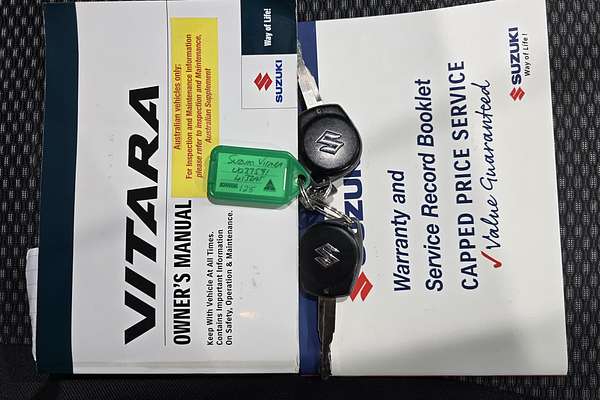 VITARA
OWNER'S MANUAL
Keep With Vehicle At All Times.
Contains Important Information
On Safety, Operation & Maintenance.
Australian vehicles only:
For Inspection and Maintenance Information
please refer to Inspection and Maintenance,
Australian Supplement
SUZUKI
Way of Life!
125
SUZUKI
Warranty and
Service Record Booklet
CAPPED PRICE SERVICE
✓Value Guaranteed
SUZUKI
Way of Life!